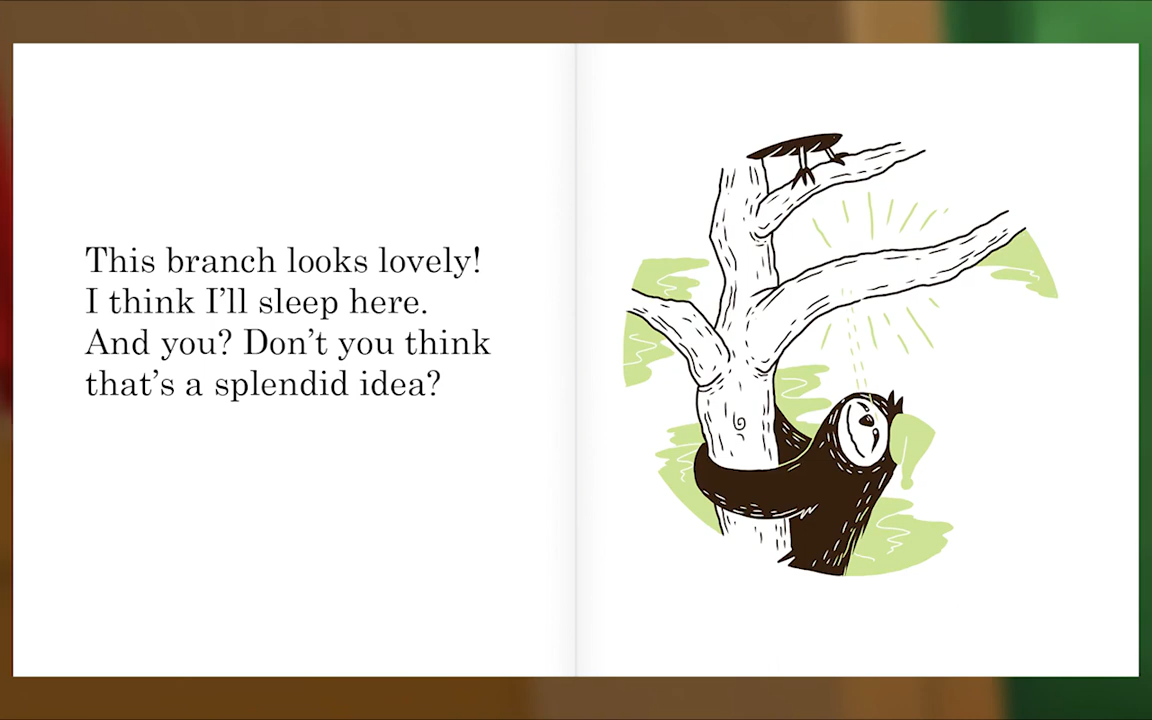 This branch looks lovely!
I think I’ll sleep here.
And you? Don’t you think
that’s a splendid idea?